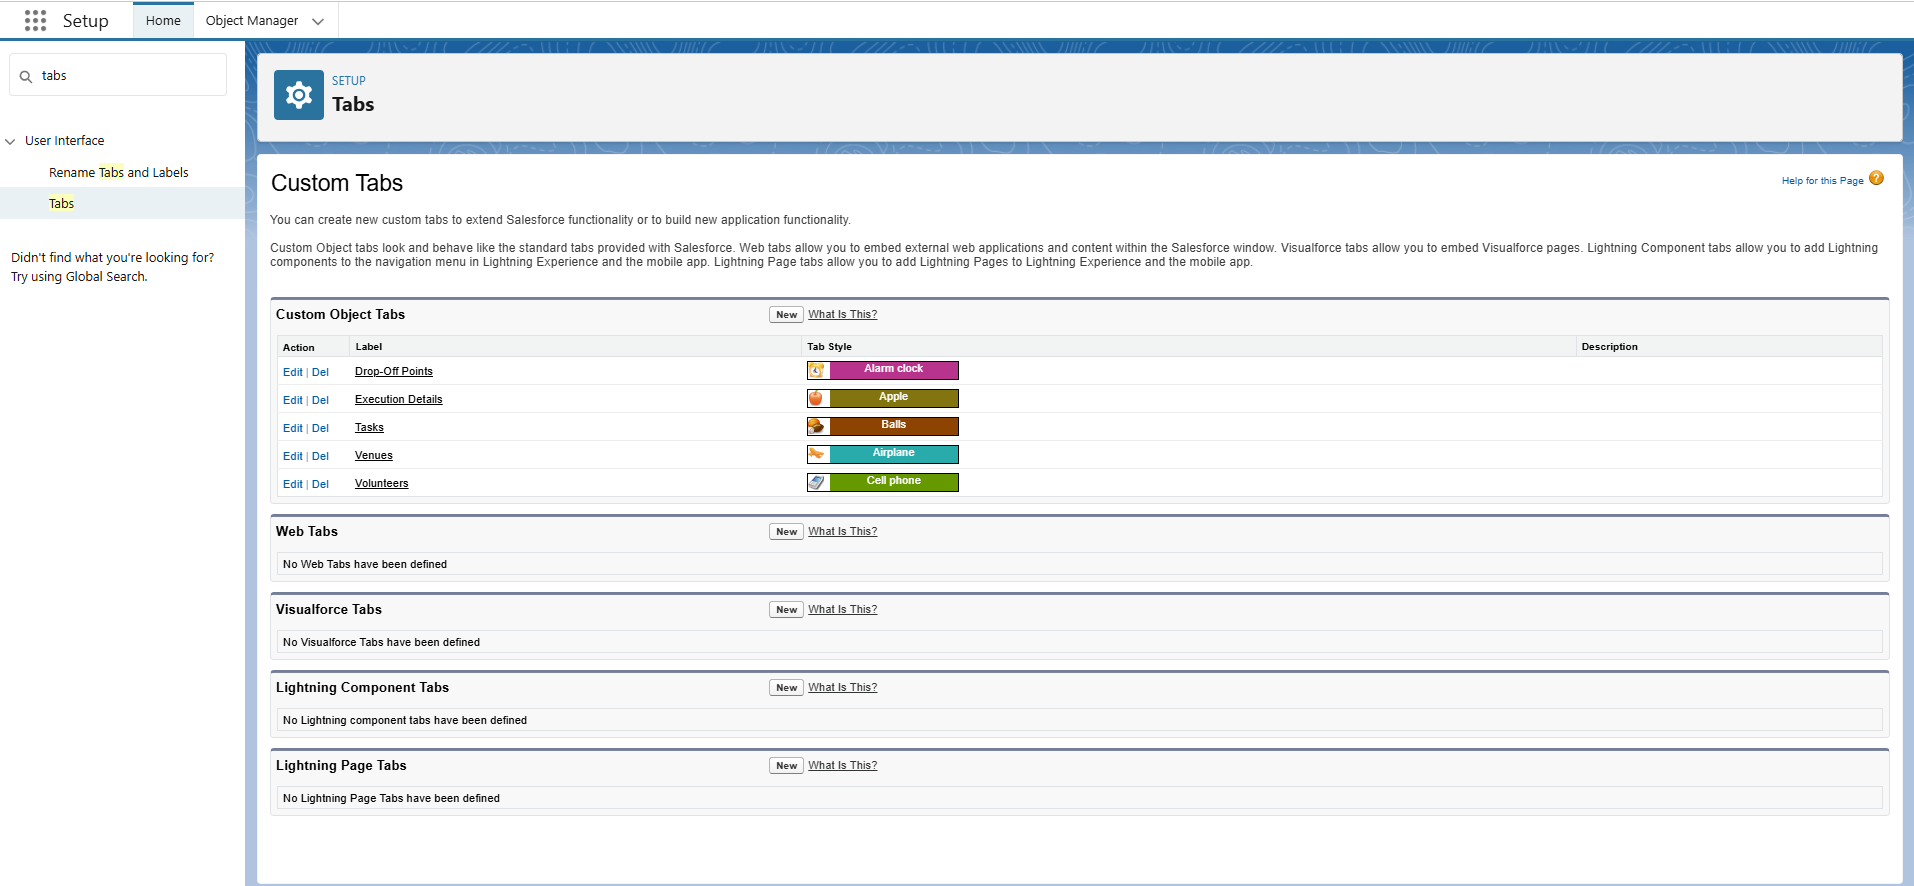 Setup Home Object Manager
tabs
User Interface
Rename Tabs and Labels
Tabs
Didn't find what you're looking for?
Try using Global Search.
SETUP
Tabs
Custom Tabs
Help for this Page ?
You can create new custom tabs to extend Salesforce functionality or to build new application functionality.
Custom Object tabs look and behave like the standard tabs provided with Salesforce. Web tabs allow you to embed external web applications and content within the Salesforce window. Visualforce tabs allow you to embed Visualforce pages. Lightning Component tabs allow you to add Lightning
components to the navigation menu in Lightning Experience and the mobile app. Lightning Page tabs allow you to add Lightning Pages to Lightning Experience and the mobile app.
Custom Object Tabs New What Is This?
Action Label Tab Style Description
Edit | Del Drop-Off Points Alarm clock
Edit | Del Execution Details Apple
Edit | Del Tasks Balls
Edit | Del Venues Airplane
Edit | Del Volunteers Cell phone
Web Tabs New What Is This?
No Web Tabs have been defined
Visualforce Tabs New What Is This?
No Visualforce Tabs have been defined
Lightning Component Tabs New What Is This?
No Lightning component tabs have been defined
Lightning Page Tabs New What Is This?
No Lightning Page Tabs have been defined